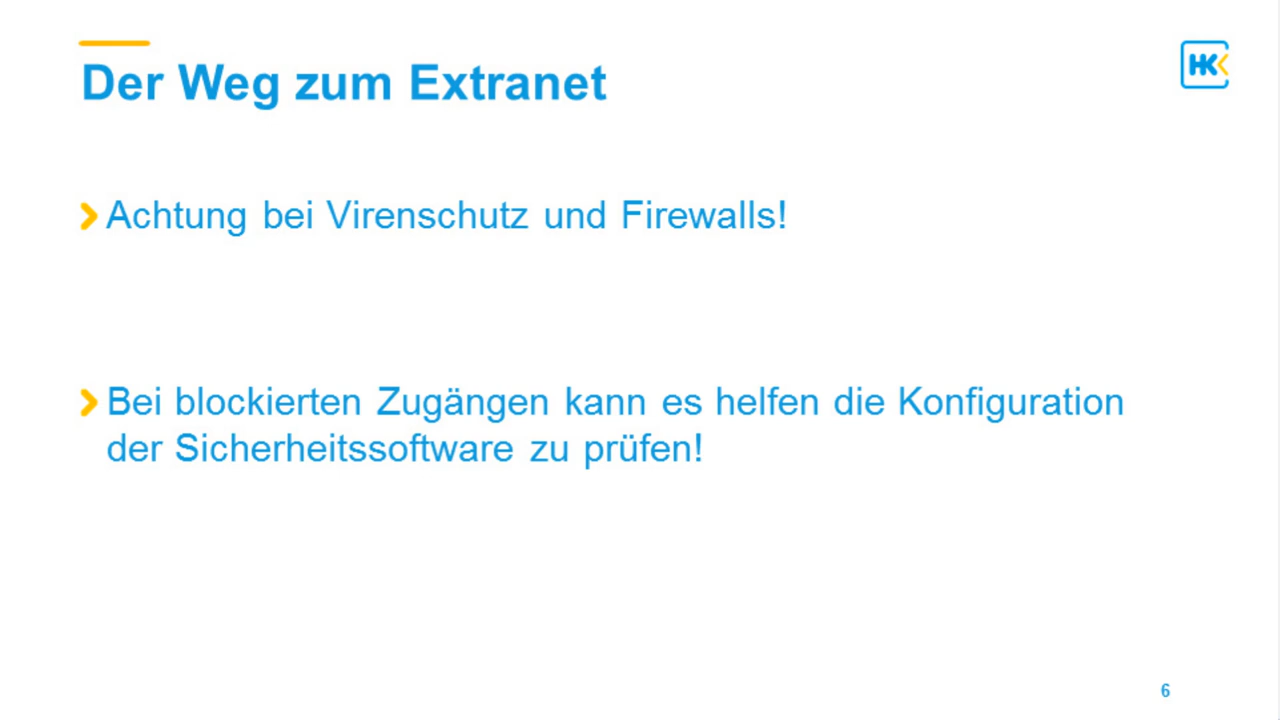 Der Weg zum Extranet
HK
Achtung bei Virenschutz und Firewalls!
Bei blockierten Zugängen kann es helfen die Konfiguration
der Sicherheitssoftware zu prüfen!
6